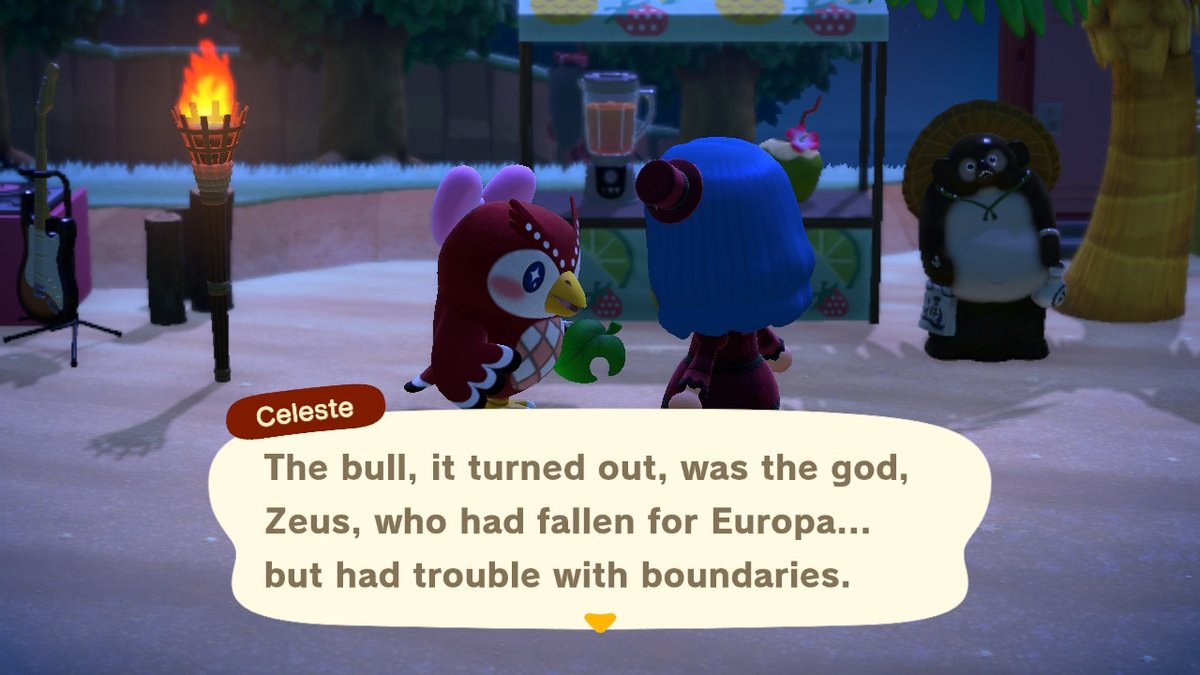 Celeste
The bull, it turned out, was the god,
Zeus, who had fallen for Europa...
but had trouble with boundaries.